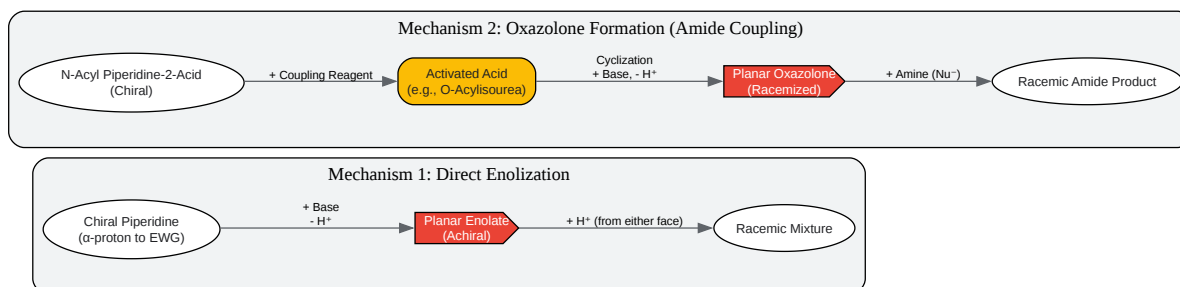 Mechanism 2: Oxazolone Formation (Amide Coupling)
N-Acyl Piperidine-2-Acid
(Chiral)
+ Coupling Reagent
Activated Acid
(e.g., O-Acylisourea)
Cyclization
+ Base, - H⁺
Planar Oxazolone
(Racemized)
+ Amine (Nu⁻)
Racemic Amide Product
Mechanism 1: Direct Enolization
Chiral Piperidine
(α-proton to EWG)
+ Base
- H⁺
Planar Enolate
(Achiral)
+ H⁺ (from either face)
Racemic Mixture